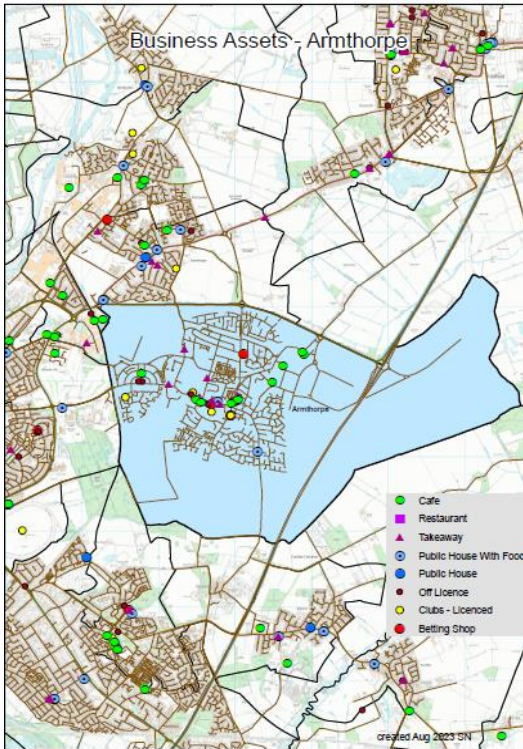 Business Assets - Armthorpe
Armthorpe
Cafe
Restaurant
Takeaway
Public House With Food
Public House
Off Licence
Clubs - Licenced
Betting Shop
created Aug 2023 SN